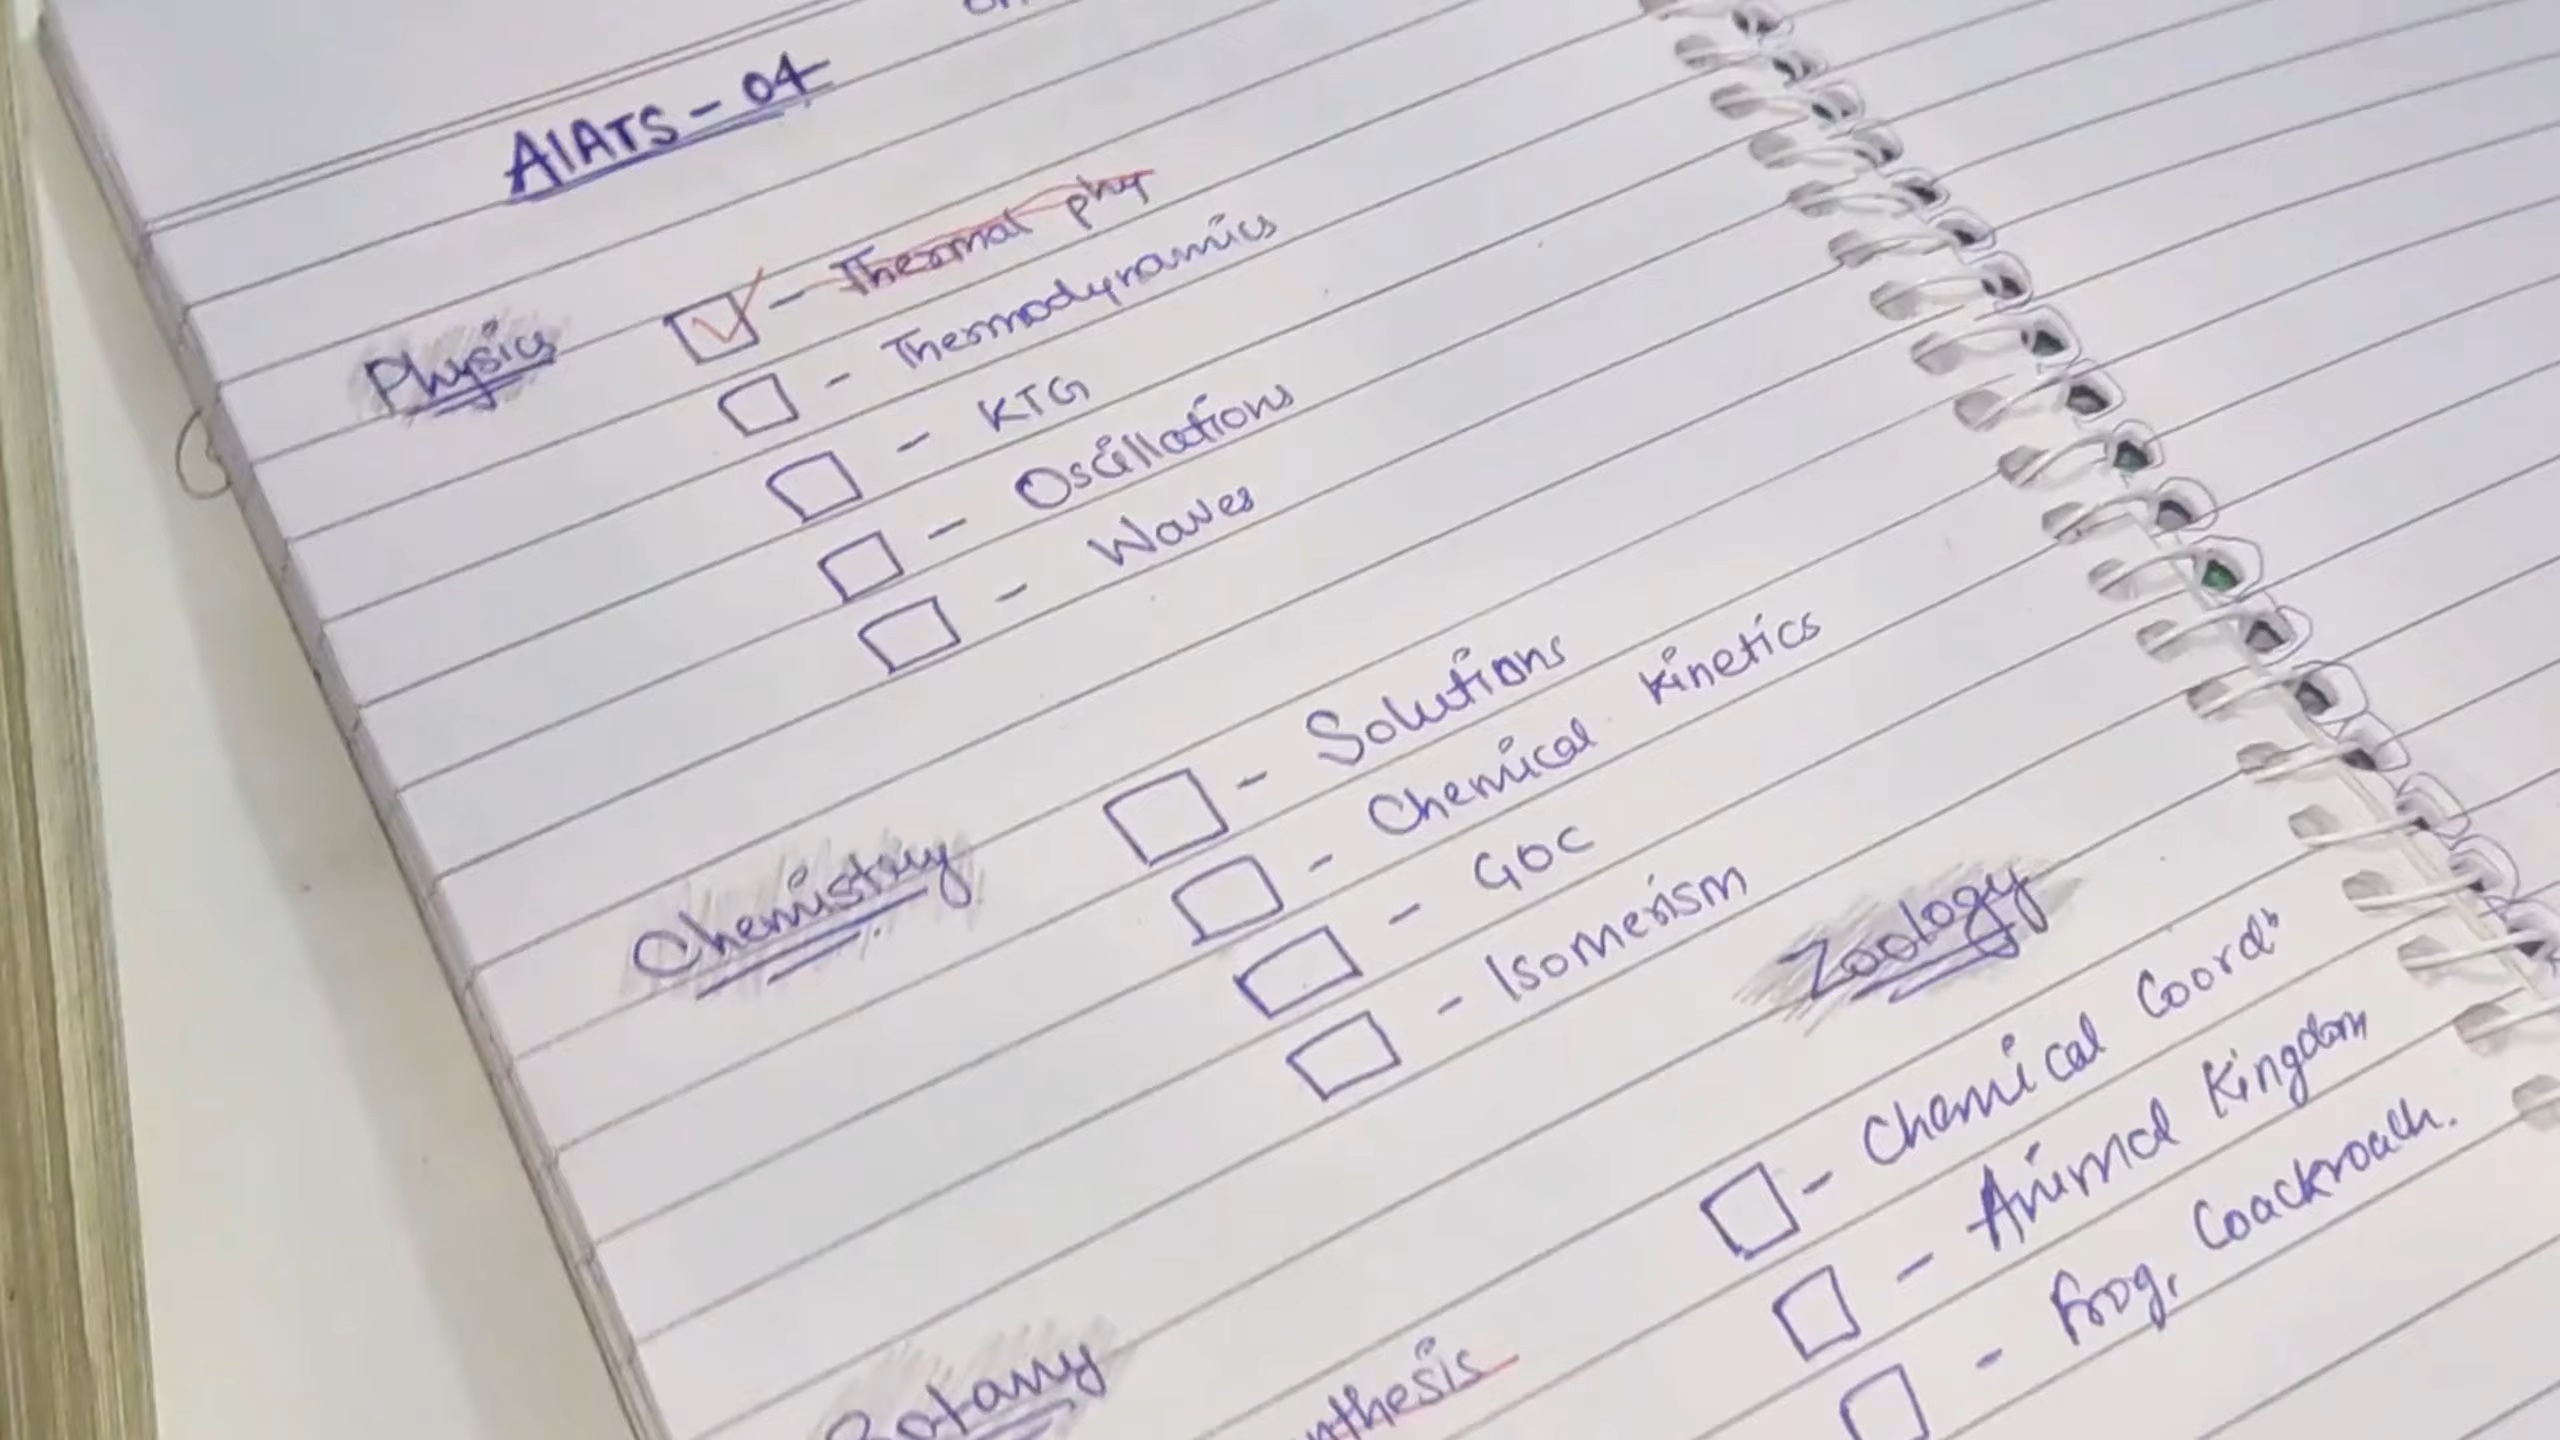 AIATS - 04
Physics
- Thermal phy
- Thermodynamics
- KTG
- Oscillations
- Waves
Chemistry
- Solutions
- Chemical Kinetics
- GOC
- Isomerism
Zoology
- Chemical Coordⁿ
- Animal Kingdom
- Frog, Coackroach.
Botany
nthesis